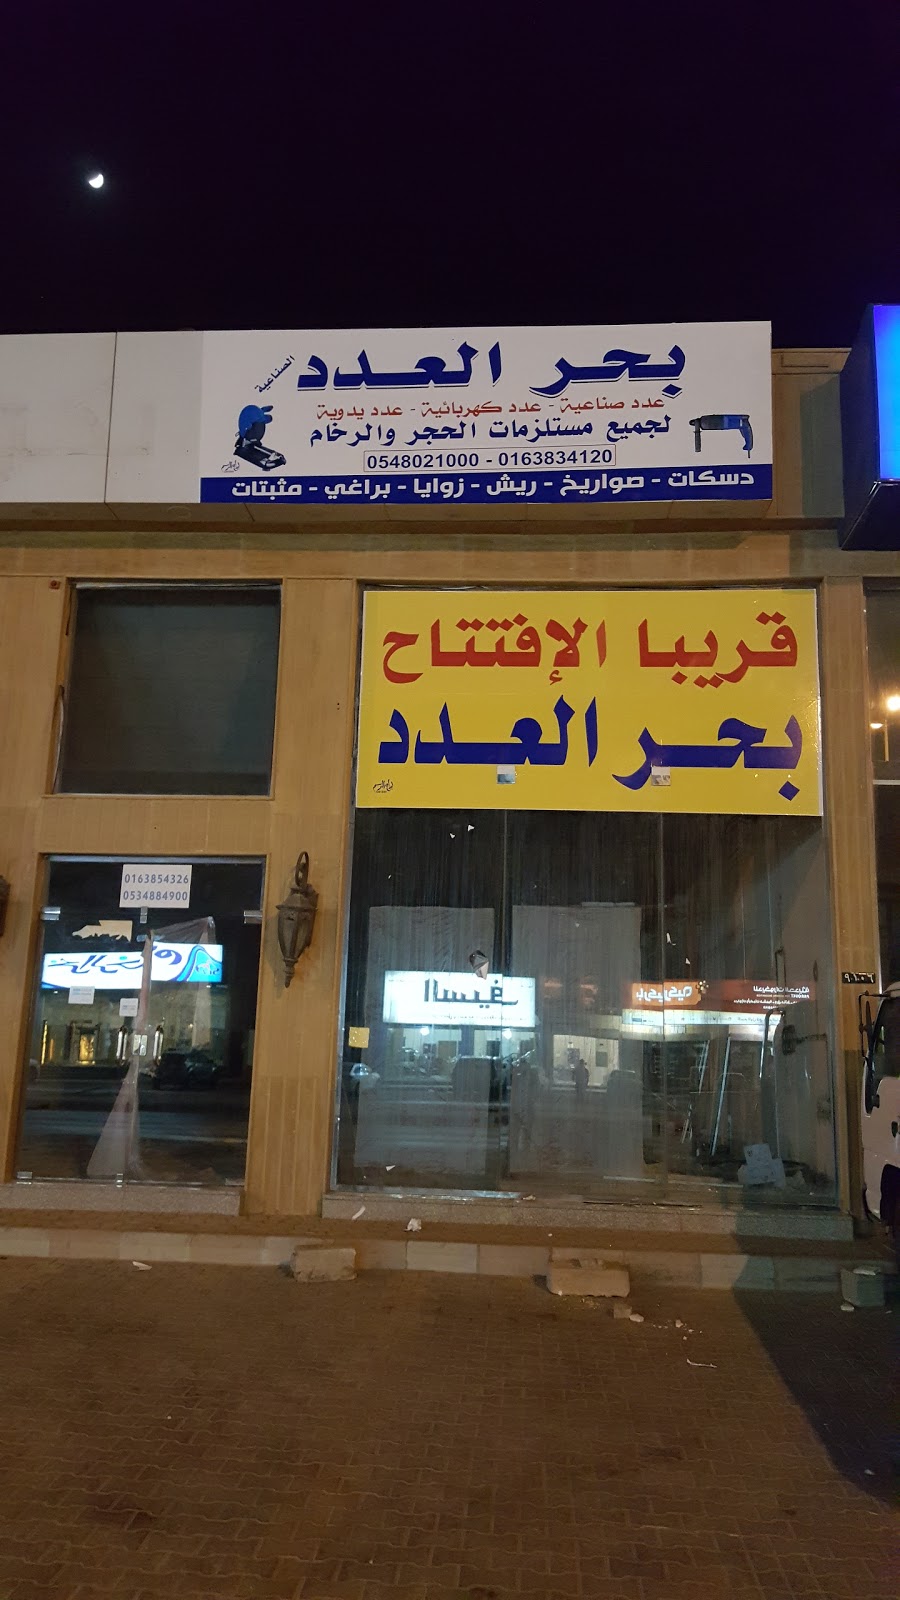 بحر العدد
الصناعية
عدد صناعية - عدد كهربائية - عدد يدوية
لجميع مستلزمات الحجر والرخام
0548021000 - 0163834120
دسكات - صواريخ - ريش - زوايا - براغي - مثبتات
قريبا الإفتتاح
بحر العدد
0163854326
0534884900